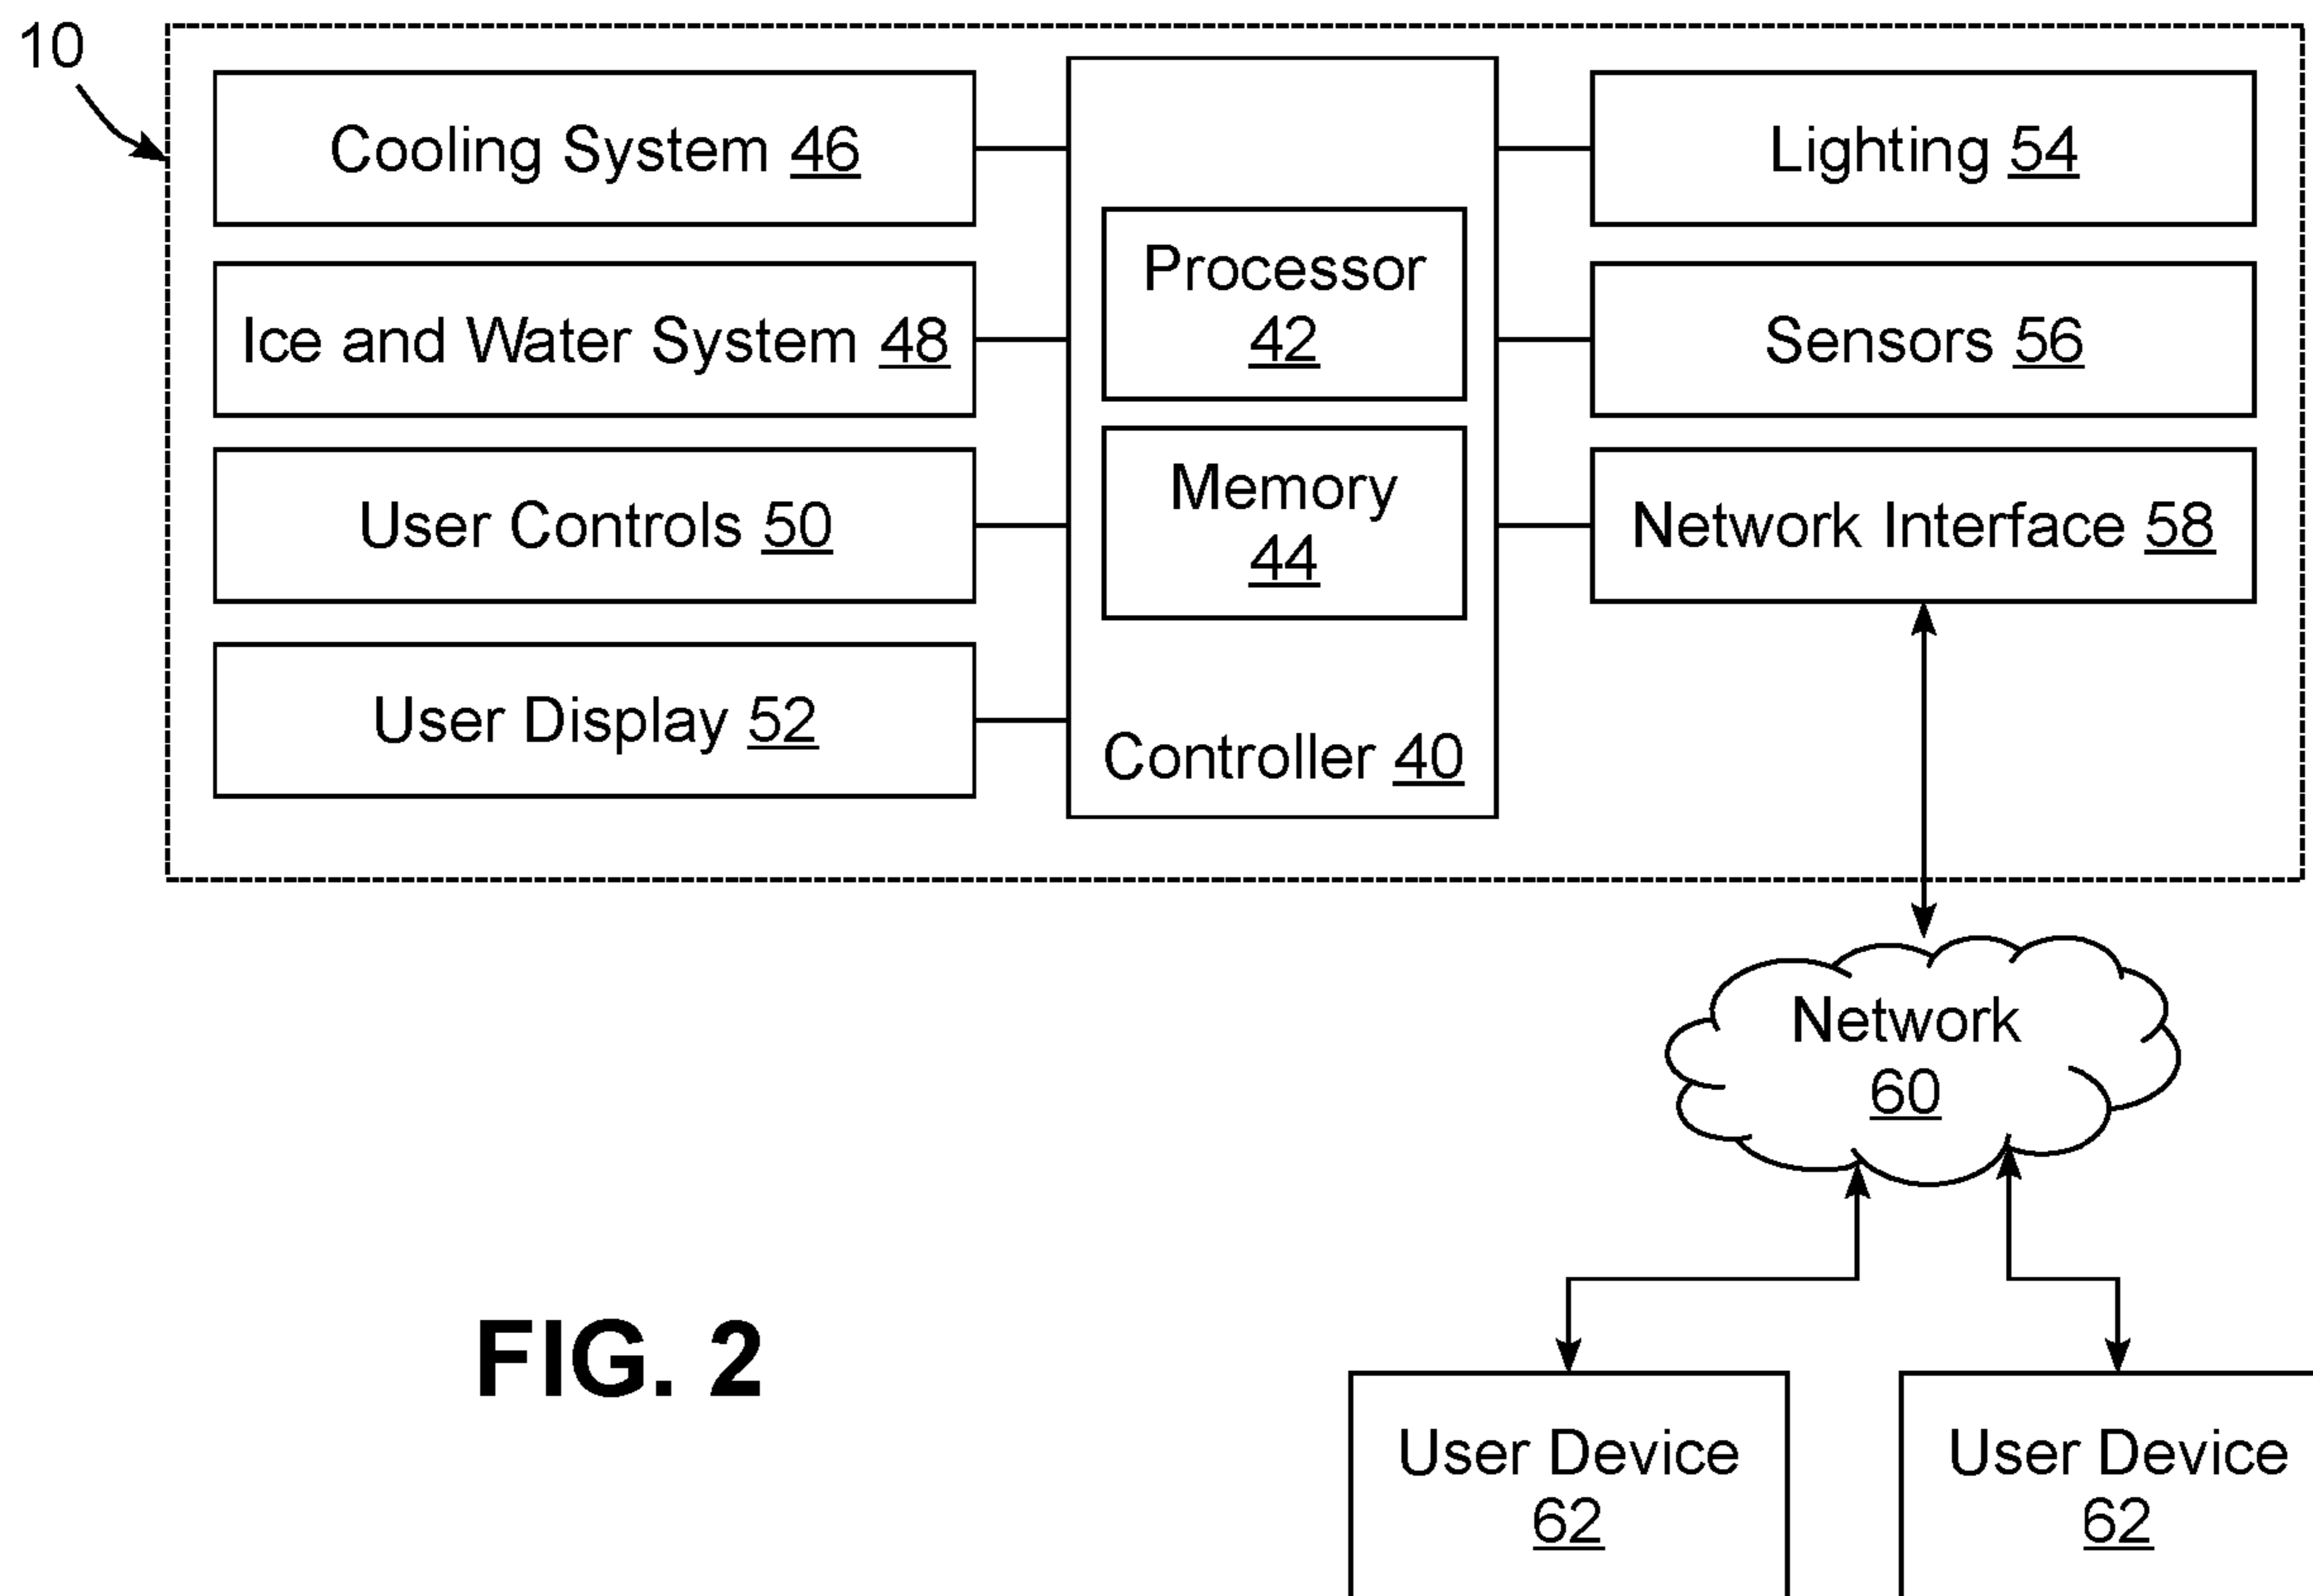 10
Cooling System 46
Ice and Water System 48
User Controls 50
User Display 52
Processor
42
Memory
44
Controller 40
Lighting 54
Sensors 56
Network Interface 58
Network
60
User Device
62
User Device
62
FIG. 2